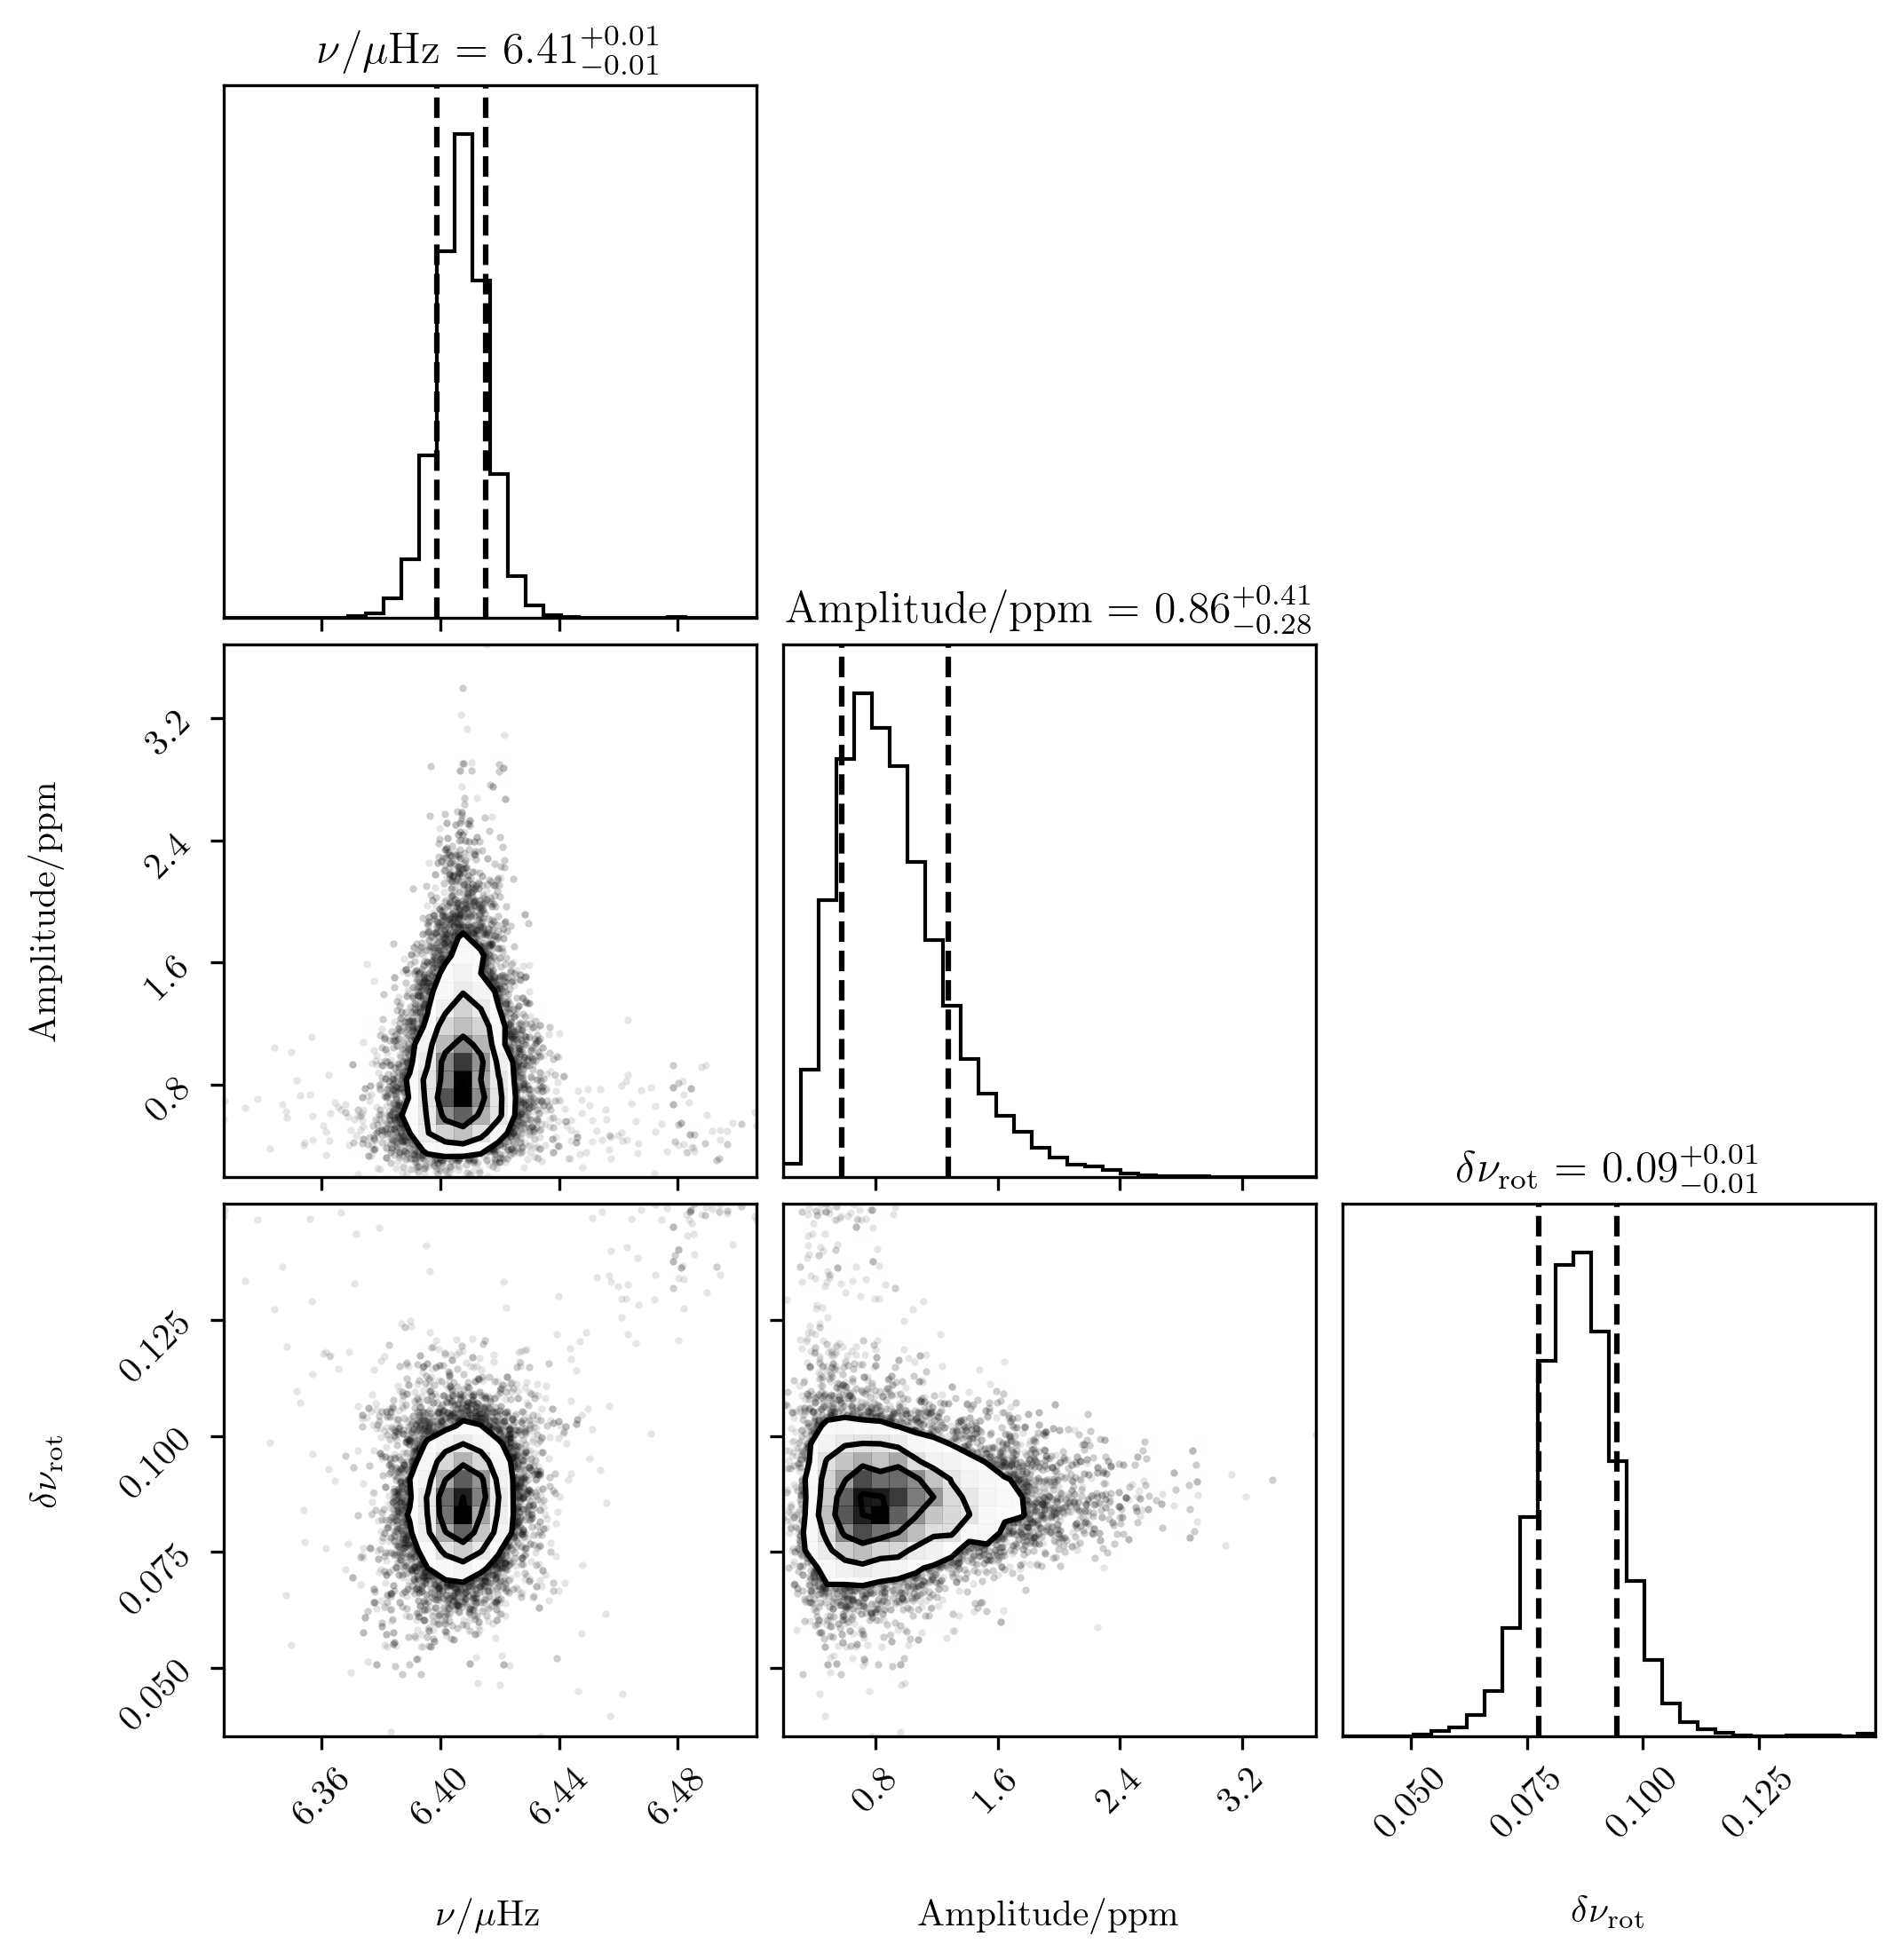 ν/μHz = 6.41+0.01−0.01
Amplitude/ppm = 0.86+0.41−0.28
3.2
2.4
1.6
0.8
Amplitude/ppm
δνrot = 0.09+0.01−0.01
0.125
0.100
0.075
0.050
δνrot
6.36 6.40 6.44 6.48 0.8 1.6 2.4 3.2 0.050 0.075 0.100 0.125
ν/μHz Amplitude/ppm δνrot